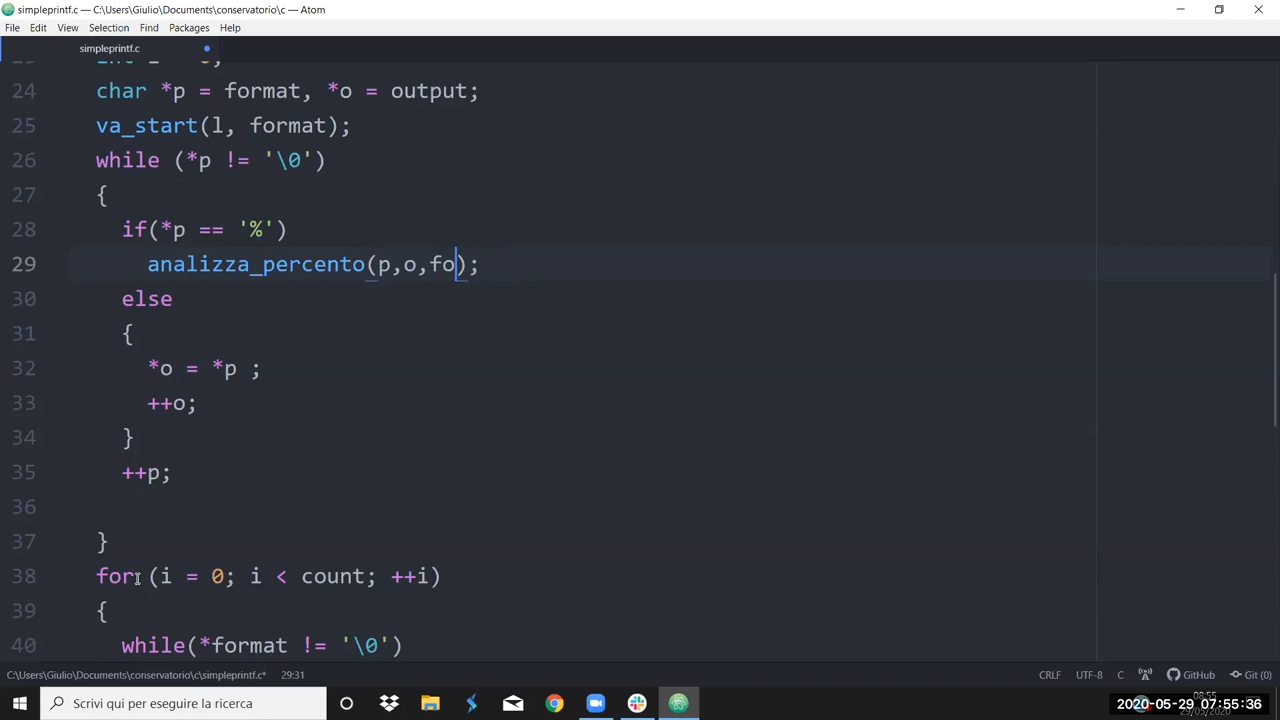 simpleprintf.c — C:\Users\Giulio\Documents\conservatorio\c — Atom
File Edit View Selection Find Packages Help
simpleprintf.c
24 char *p = format, *o = output;
25 va_start(l, format);
26 while (*p != '\0')
27 {
28 if(*p == '%')
29 analizza_percento(p,o,fo);
30 else
31 {
32 *o = *p ;
33 ++o;
34 }
35 ++p;
36
37 }
38 for (i = 0; i < count; ++i)
39 {
40 while(*format != '\0')
C:\Users\Giulio\Documents\conservatorio\c\simpleprintf.c* 29:31 CRLF UTF-8 C GitHub Git (0)
Scrivi qui per eseguire la ricerca
08:55
2020-05-29 07:55:36